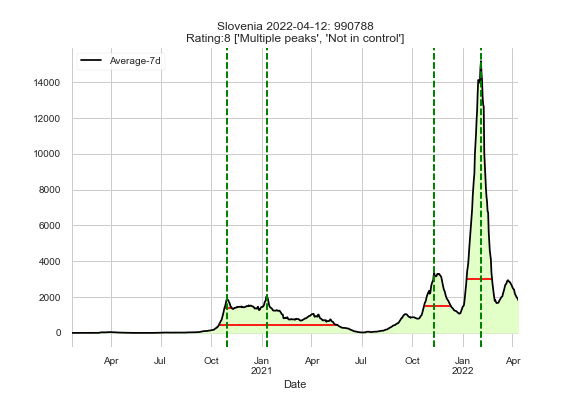 Slovenia 2022-04-12: 990788
Rating:8 ['Multiple peaks', 'Not in control']
Average-7d
14000
12000
10000
8000
6000
4000
2000
0
Apr Jul Oct Jan Apr Jul Oct Jan Apr
2021 2022
Date